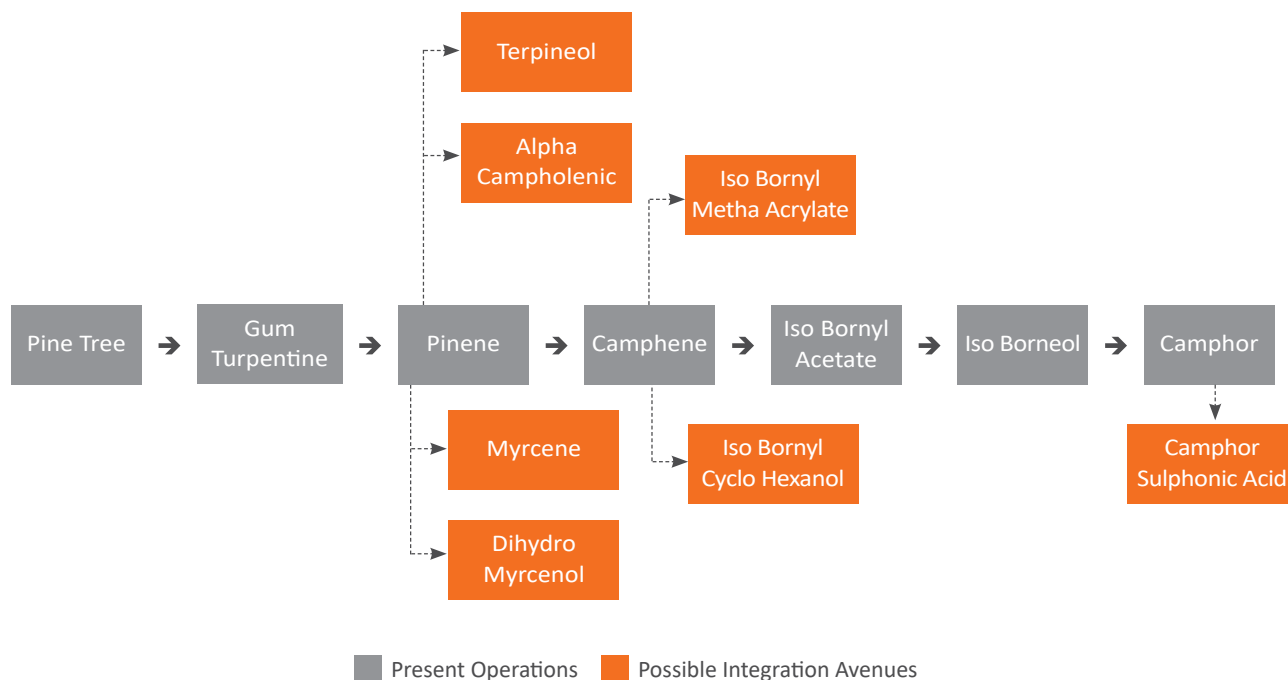 Terpineol
Alpha
Campholenic
Iso Bornyl
Metha Acrylate
Pine Tree
Gum
Turpentine
Pinene
Camphene
Iso Bornyl
Acetate
Iso Borneol
Camphor
Myrcene
Iso Bornyl
Cyclo Hexanol
Camphor
Sulphonic Acid
Dihydro
Myrcenol
Present Operations
Possible Integration Avenues